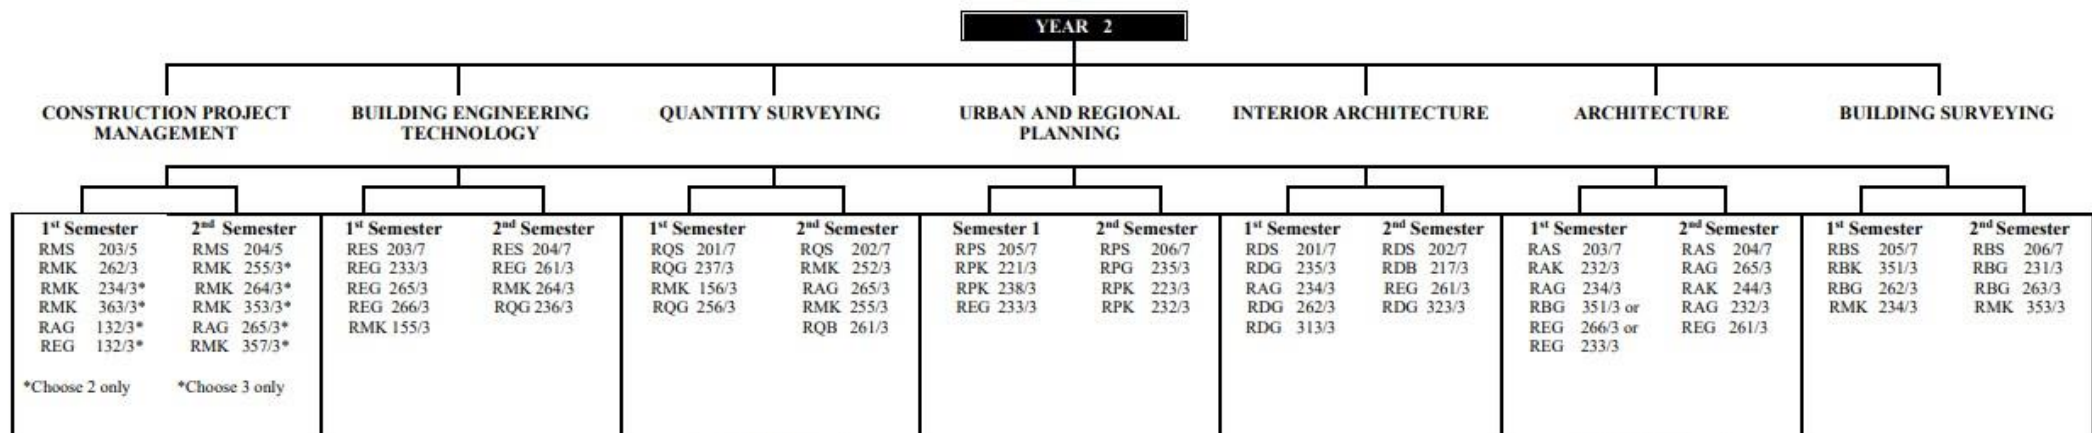 YEAR 2
CONSTRUCTION PROJECT
MANAGEMENT
BUILDING ENGINEERING
TECHNOLOGY
QUANTITY SURVEYING
URBAN AND REGIONAL
PLANNING
INTERIOR ARCHITECTURE
ARCHITECTURE
BUILDING SURVEYING
1st Semester
RMS 203/5
RMK 262/3
RMK 234/3*
RMK 363/3*
RAG 132/3*
REG 132/3*
*Choose 2 only
2nd Semester
RMS 204/5
RMK 255/3*
RMK 264/3*
RMK 353/3*
RAG 265/3*
RMK 357/3*
*Choose 3 only
1st Semester
RES 203/7
REG 233/3
REG 265/3
REG 266/3
RMK 155/3
2nd Semester
RES 204/7
REG 261/3
RMK 264/3
RQG 236/3
1st Semester
RQS 201/7
RQG 237/3
RMK 156/3
RQG 256/3
2nd Semester
RQS 202/7
RMK 252/3
RAG 265/3
RMK 255/3
RQB 261/3
Semester 1
RPS 205/7
RPK 221/3
RPK 238/3
REG 233/3
2nd Semester
RPS 206/7
RPG 235/3
RPK 223/3
RPK 232/3
1st Semester
RDS 201/7
RDG 235/3
RAG 234/3
RDG 262/3
RDG 313/3
2nd Semester
RDS 202/7
RDB 217/3
REG 261/3
RDG 323/3
1st Semester
RAS 203/7
RAK 232/3
RAG 234/3
RBG 351/3 or
REG 266/3 or
REG 233/3
2nd Semester
RAS 204/7
RAG 265/3
RAK 244/3
RAG 232/3
REG 261/3
1st Semester
RBS 205/7
RBK 351/3
RBG 262/3
RMK 234/3
2nd Semester
RBS 206/7
RBG 231/3
RBG 263/3
RMK 353/3